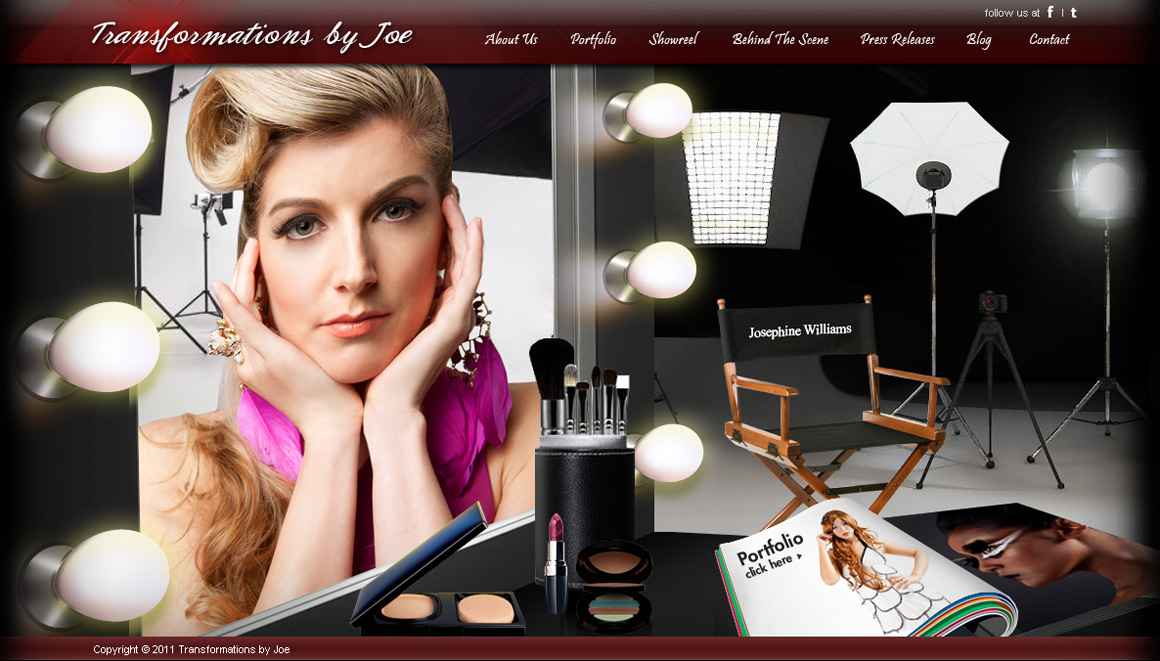 follow us at f | t
Transformations by Joe
About Us Portfolio Showreel Behind The Scene Press Releases Blog Contact
Josephine Williams
Portfolio
click here
Copyright © 2011 Transformations by Joe